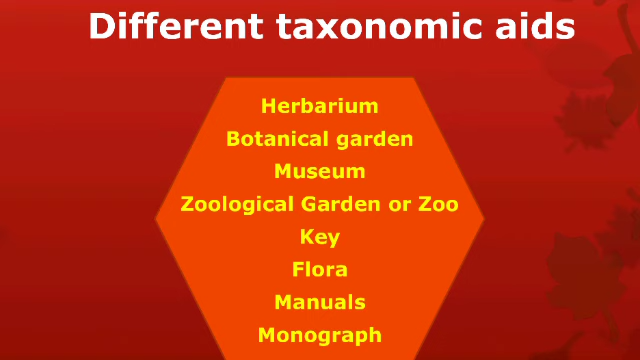 Different taxonomic aids
Herbarium
Botanical garden
Museum
Zoological Garden or Zoo
Key
Flora
Manuals
Monograph